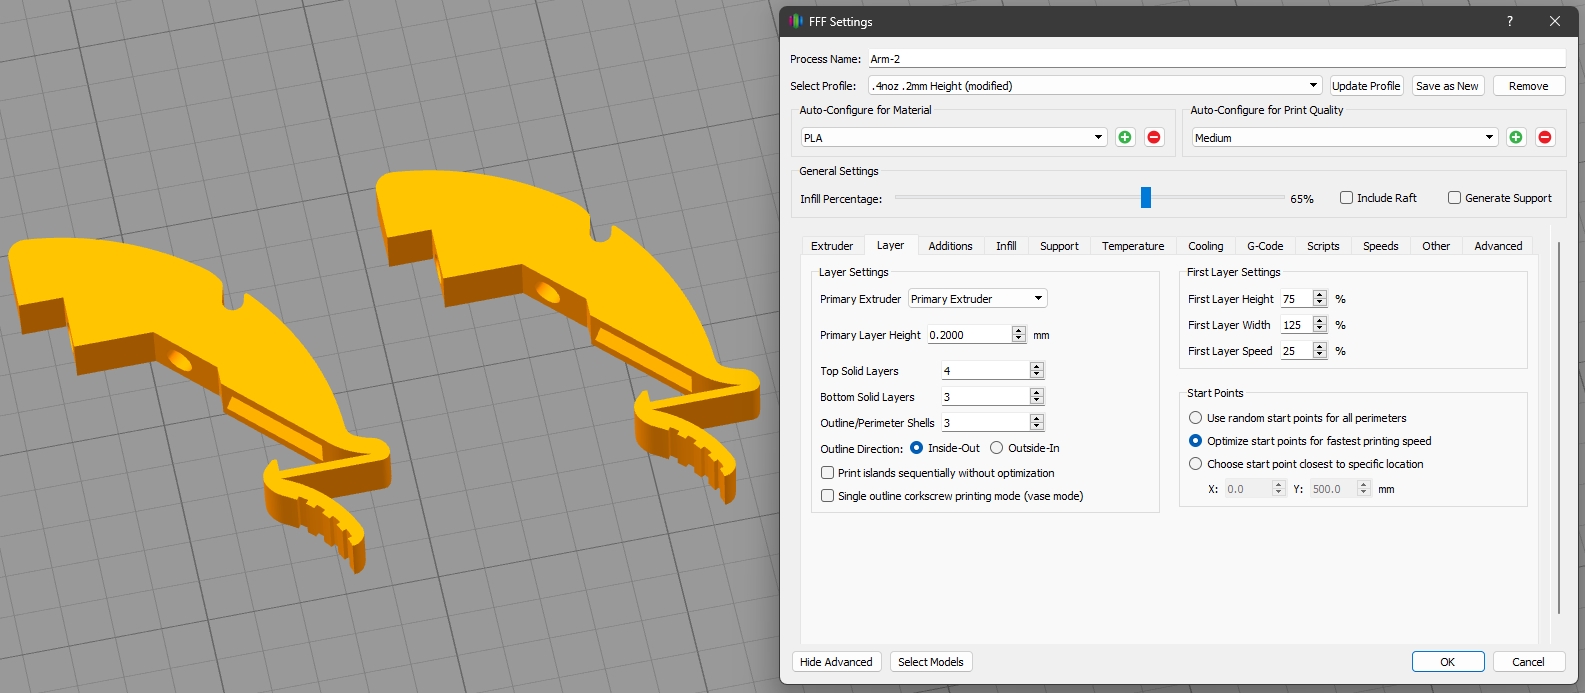 FFF Settings ?
Process Name: Arm-2
Select Profile: .4noz .2mm Height (modified) Update Profile Save as New Remove
Auto-Configure for Material
PLA
Auto-Configure for Print Quality
Medium
General Settings
Infill Percentage: 65% Include Raft Generate Support
Extruder Layer Additions Infill Support Temperature Cooling G-Code Scripts Speeds Other Advanced
Layer Settings
Primary Extruder Primary Extruder
Primary Layer Height 0.2000 mm
Top Solid Layers 4
Bottom Solid Layers 3
Outline/Perimeter Shells 3
Outline Direction: Inside-Out Outside-In
Print islands sequentially without optimization
Single outline corkscrew printing mode (vase mode)
First Layer Settings
First Layer Height 75 %
First Layer Width 125 %
First Layer Speed 25 %
Start Points
Use random start points for all perimeters
Optimize start points for fastest printing speed
Choose start point closest to specific location
X: 0.0 Y: 500.0 mm
Hide Advanced Select Models OK Cancel